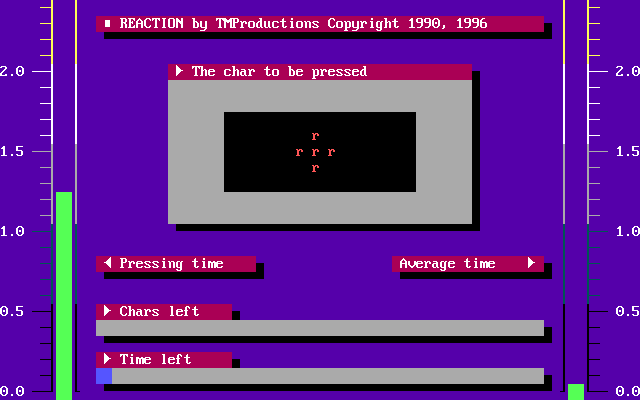 REACTION by TMProductions Copyright 1990, 1996
2.0 2.0
The char to be pressed
r
1.5 r r r 1.5
r
1.0 1.0
Pressing time Average time
0.5 Chars left 0.5
Time left
0.0 0.0